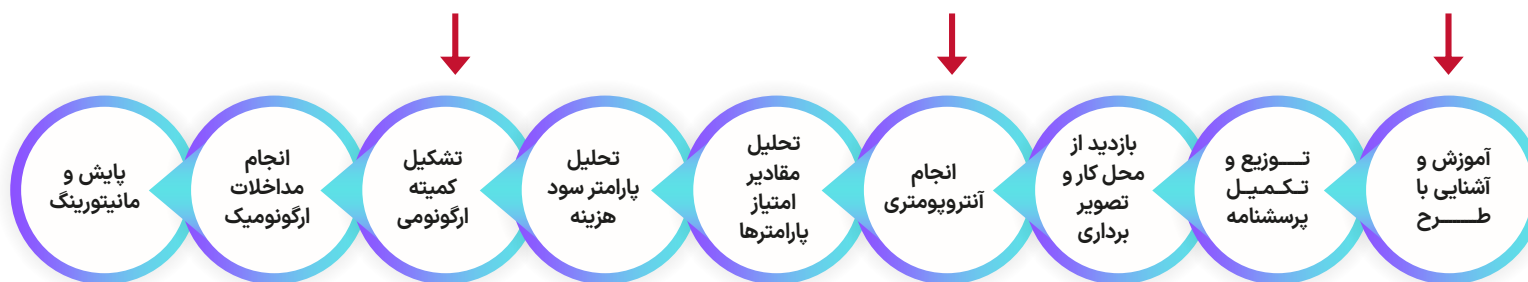 آموزش و
آشنایی با
طـــــرح
تـــوزیع و
تـکـمیـل
پرسشنامه
بازدید از
محل کار و
تصویر
برداری
انجام
آنتروپومتری
تحلیل
مقادیر
امتیاز
پارامترها
تحلیل
پارامتر سود
هزینه
تشکیل
کمیته
ارگونومی
انجام
مداخلات
ارگونومیک
پایش و
مانیتورینگ